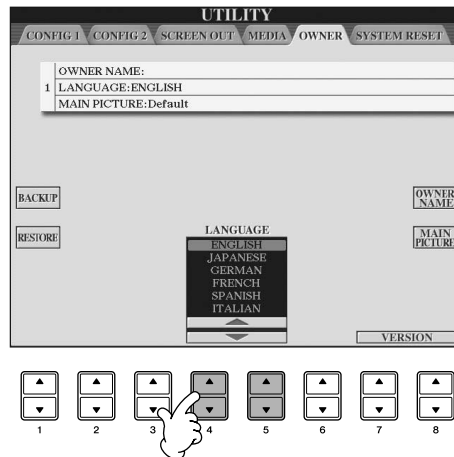 UTILITY
CONFIG 1 CONFIG 2 SCREEN OUT MEDIA OWNER SYSTEM RESET
OWNER NAME:
1 LANGUAGE:ENGLISH
MAIN PICTURE:Default
BACKUP
OWNER NAME
RESTORE
MAIN PICTURE
LANGUAGE
ENGLISH
JAPANESE
GERMAN
FRENCH
SPANISH
ITALIAN
VERSION
1 2 3 4 5 6 7 8